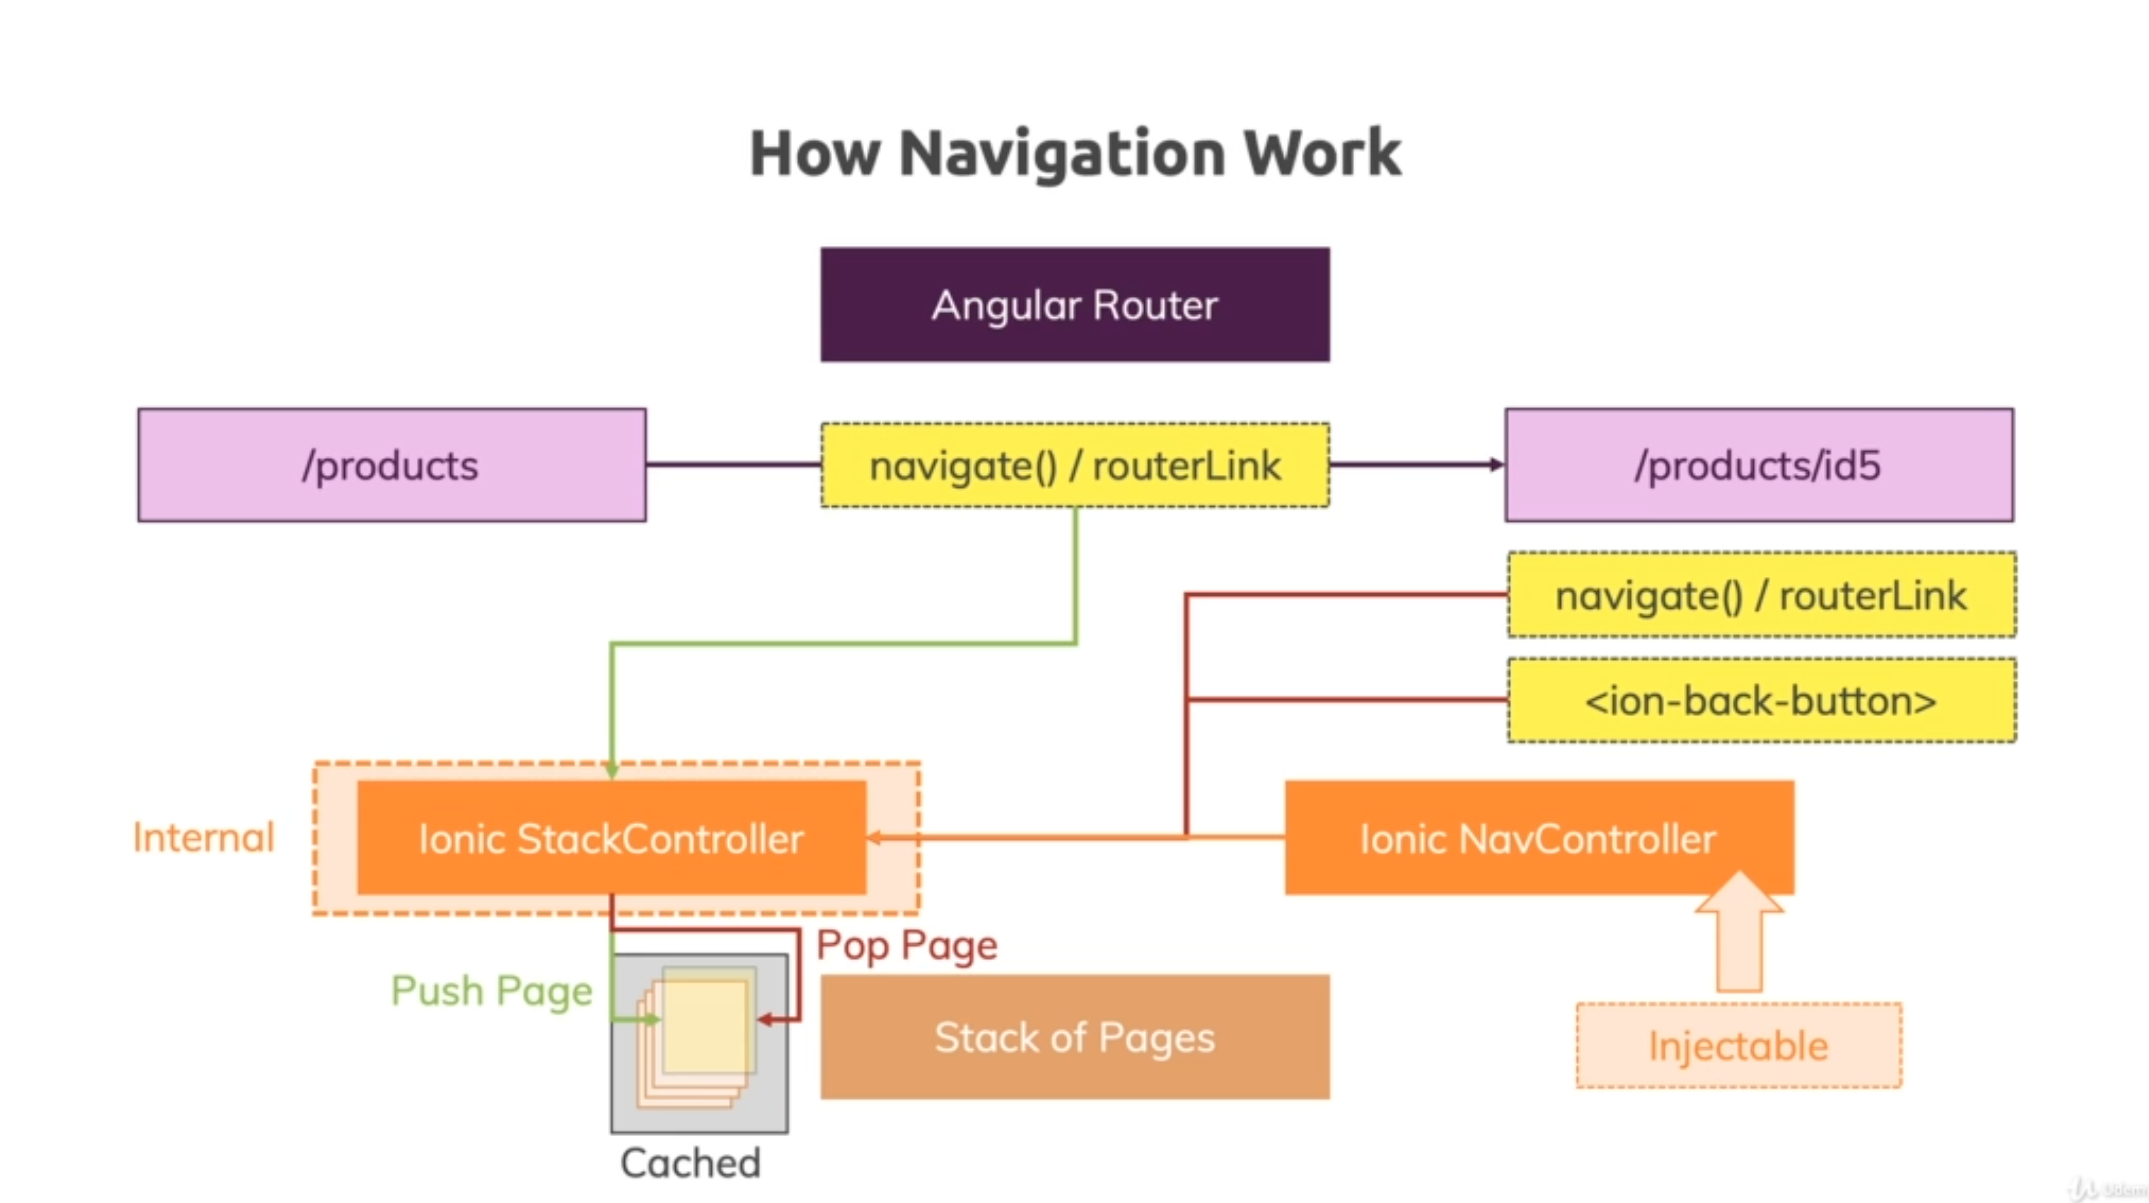 How Navigation Work
Angular Router
/products
navigate() / routerLink
/products/id5
navigate() / routerLink
<ion-back-button>
Internal
Ionic StackController
Ionic NavController
Pop Page
Push Page
Stack of Pages
Injectable
Cached
Udemy